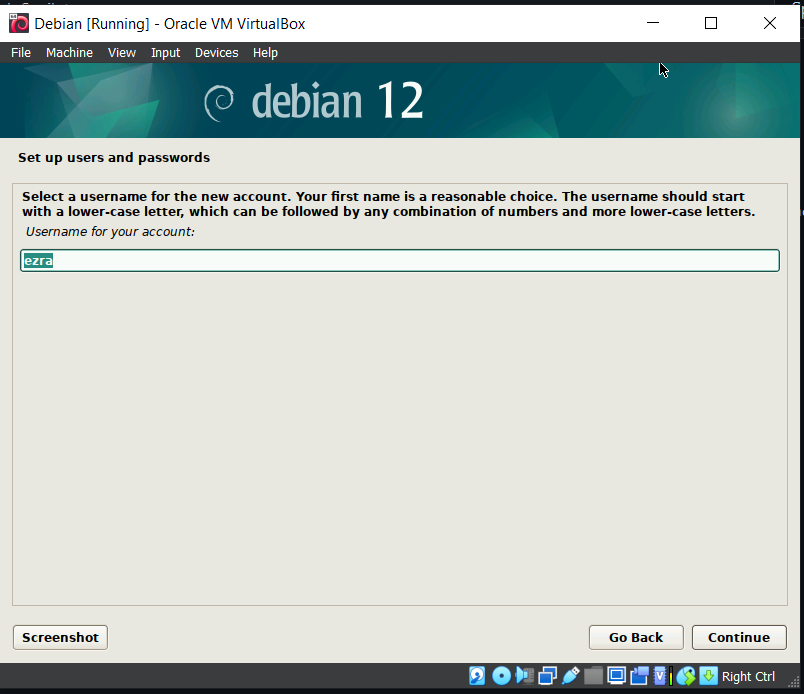 Debian [Running] - Oracle VM VirtualBox
File Machine View Input Devices Help
debian 12
Set up users and passwords
Select a username for the new account. Your first name is a reasonable choice. The username should start
with a lower-case letter, which can be followed by any combination of numbers and more lower-case letters.
Username for your account:
ezra
Screenshot Go Back Continue
Right Ctrl